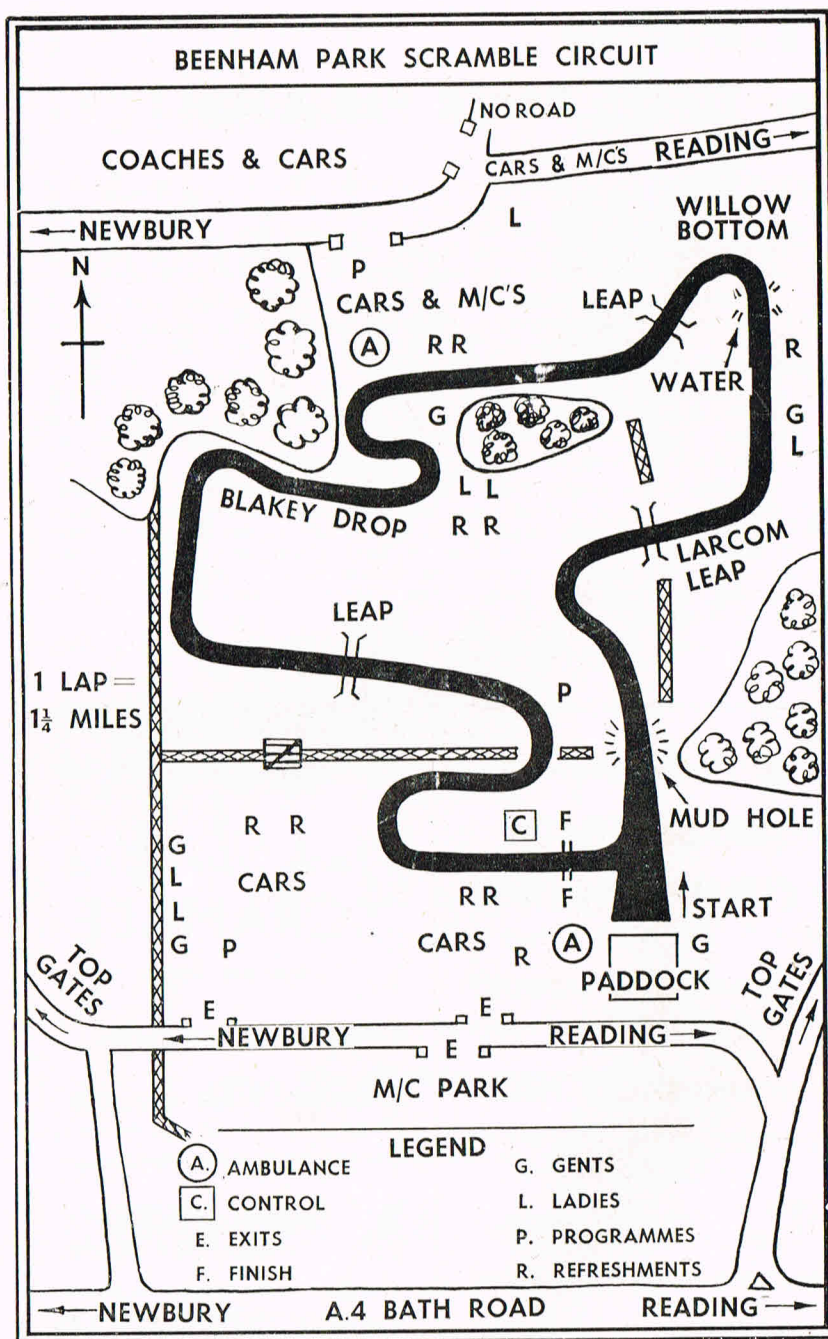 BEENHAM PARK SCRAMBLE CIRCUIT
NO ROAD
COACHES & CARS
CARS & M/C'S
READING
NEWBURY
L
WILLOW
BOTTOM
N
P
CARS & M/C'S
LEAP
A
R R
WATER
R
G
G
L
L L
BLAKEY DROP
R R
LARCOM
LEAP
LEAP
1 LAP =
1¼ MILES
P
MUD HOLE
R R
C
F
G
L
L
G
CARS
R R
F
START
P
CARS
R
A
G
PADDOCK
TOP
GATES
TOP
GATES
E
E
NEWBURY
E
READING
M/C PARK
LEGEND
A. AMBULANCE
C. CONTROL
E. EXITS
F. FINISH
G. GENTS
L. LADIES
P. PROGRAMMES
R. REFRESHMENTS
NEWBURY
A.4 BATH ROAD
READING